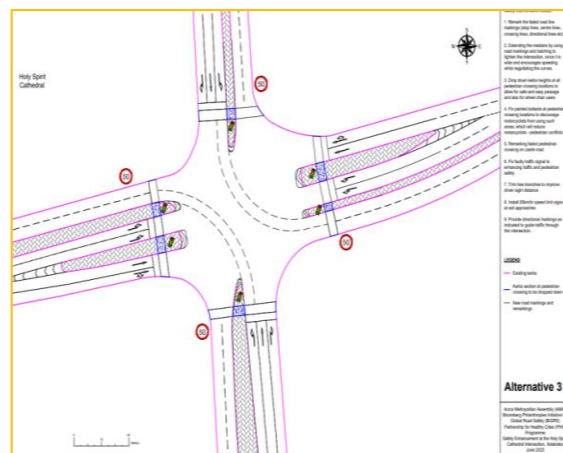 Holy Spirit
Cathedral
50
50
50
50
N
1. Remark the faded road line
markings (stop lines, centre lines,
crossing lines, directional lines etc)
2. Extending the medians by using
road markings and hatching to
tighten the intersection, since it is
wide and encourages speeding
while negotiating the curves.
3. Drop down kerbs heights at all
pedestrian crossing locations to
allow for safe and easy passage
and also for wheel chair users
4. Fix painted bollards at pedestrian
crossing locations to discourage
motorcyclists from using such
areas; which will reduce
motorcyclists - pedestrian conflicts
5. Remarking faded pedestrian
crossing on castle road
6. Fix faulty traffic signal to
enhancing traffic and pedestrian
safety
7. Trim tree branches to improve
driver sight distance
8. Install speed limit signs
at exit approaches
9. Provide directional markings as
indicated to guide traffic through
the intersection.
LEGEND
Existing kerbs
Kerbs section at pedestrian
crossing to be dropped down
New road markings and
remarkings
Alternative 3
Accra Metropolitan Assembly
Bloomberg Philanthropies Initiative
Global Road Safety (BIGRS)
Partnership for Healthy Cities
Programme
Safety Enhancement at the Holy
Cathedral Intersection,
June 2023